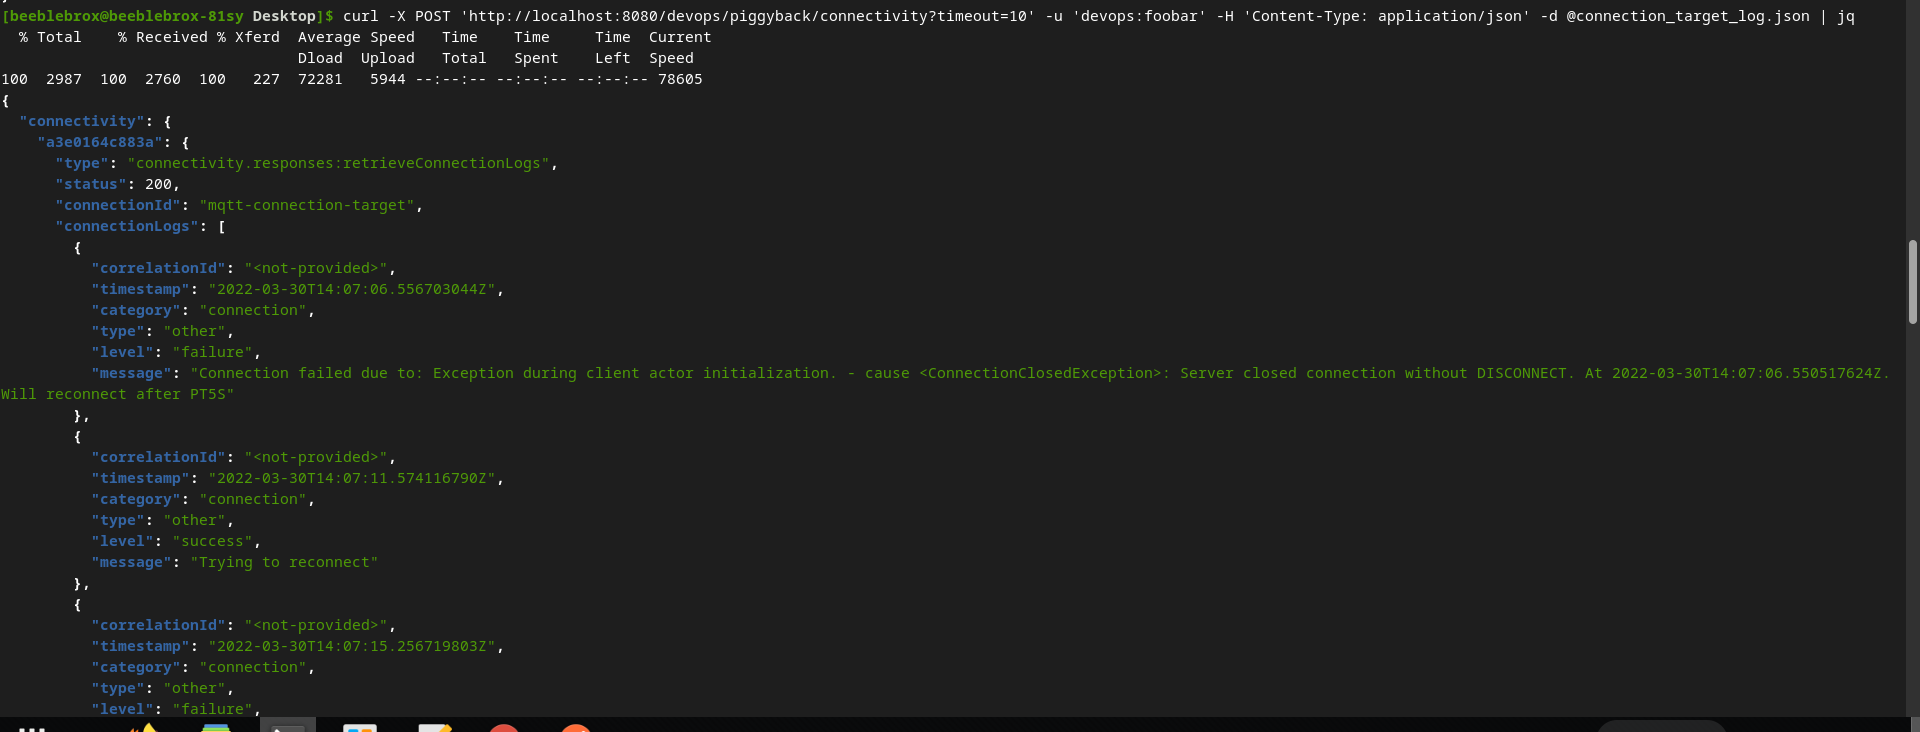 [beeblebrox@beeblebrox-81sy Desktop]$ curl -X POST 'http://localhost:8080/devops/piggyback/connectivity?timeout=10' -u 'devops:foobar' -H 'Content-Type: application/json' -d @connection_target_log.json | jq
  % Total    % Received % Xferd  Average Speed   Time    Time     Time  Current
                                 Dload  Upload   Total   Spent    Left  Speed
100  2987  100  2760  100   227  72281   5944 --:--:-- --:--:-- --:--:-- 78605
{
  "connectivity": {
    "a3e0164c883a": {
      "type": "connectivity.responses:retrieveConnectionLogs",
      "status": 200,
      "connectionId": "mqtt-connection-target",
      "connectionLogs": [
        {
          "correlationId": "<not-provided>",
          "timestamp": "2022-03-30T14:07:06.556703044Z",
          "category": "connection",
          "type": "other",
          "level": "failure",
          "message": "Connection failed due to: Exception during client actor initialization. - cause <ConnectionClosedException>: Server closed connection without DISCONNECT. At 2022-03-30T14:07:06.550517624Z.
Will reconnect after PT5S"
        },
        {
          "correlationId": "<not-provided>",
          "timestamp": "2022-03-30T14:07:11.574116790Z",
          "category": "connection",
          "type": "other",
          "level": "success",
          "message": "Trying to reconnect"
        },
        {
          "correlationId": "<not-provided>",
          "timestamp": "2022-03-30T14:07:15.256719803Z",
          "category": "connection",
          "type": "other",
          "level": "failure",